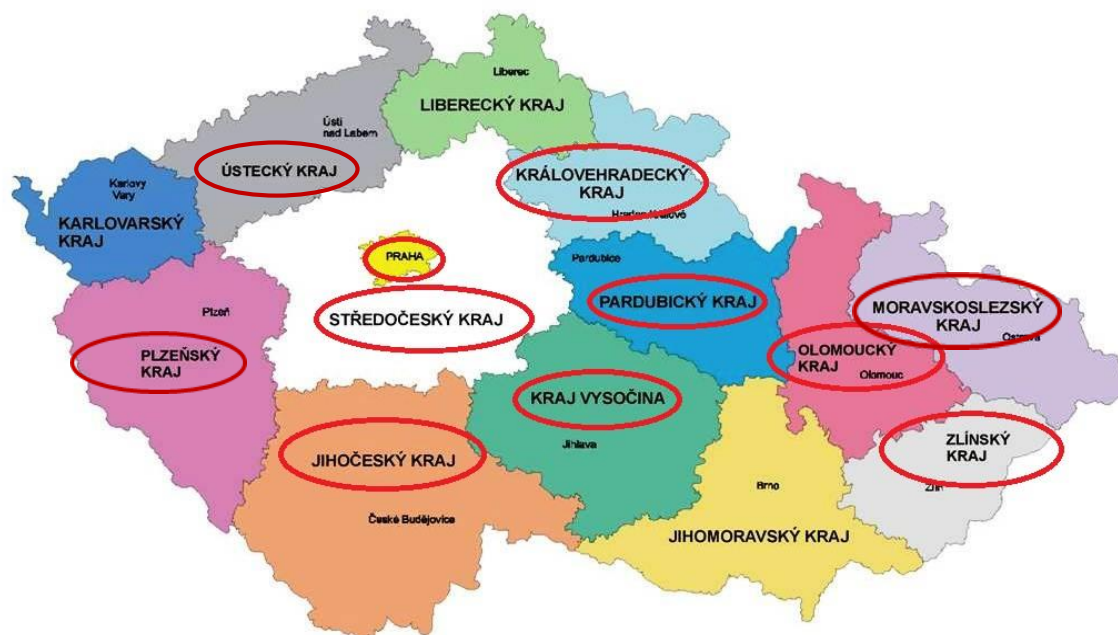 Liberec
LIBERECKÝ KRAJ
Ústí
nad Labem
ÚSTECKÝ KRAJ
KRÁLOVEHRADECKÝ
KRAJ
Hradec Králové
Karlovy
Vary
KARLOVARSKÝ
KRAJ
PRAHA
STŘEDOČESKÝ KRAJ
Pardubice
PARDUBICKÝ KRAJ
MORAVSKOSLEZSKÝ
KRAJ
Ostrava
Plzeň
PLZEŇSKÝ
KRAJ
OLOMOUCKÝ
KRAJ
Olomouc
KRAJ VYSOČINA
Jihlava
JIHOČESKÝ KRAJ
České Budějovice
ZLÍNSKÝ
KRAJ
Zlín
Brno
JIHOMORAVSKÝ KRAJ